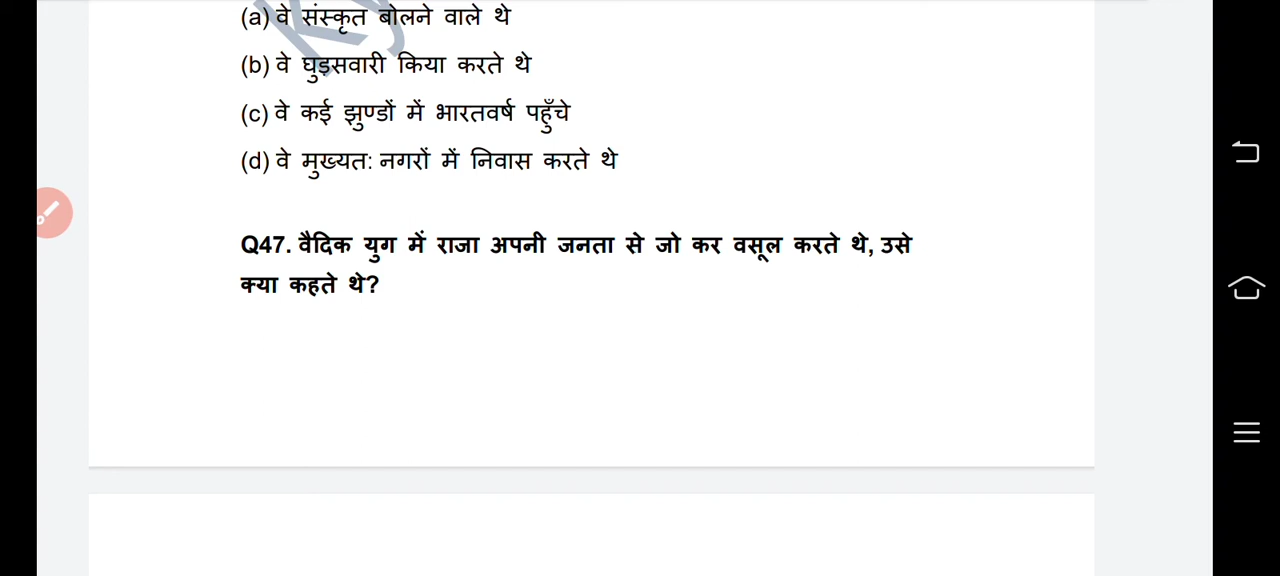 (a) वे संस्कृत बोलने वाले थे
(b) वे घुड़सवारी किया करते थे
(c) वे कई झुण्डों में भारतवर्ष पहुँचे
(d) वे मुख्यत: नगरों में निवास करते थे
Q47. वैदिक युग में राजा अपनी जनता से जो कर वसूल करते थे, उसे
क्या कहते थे?